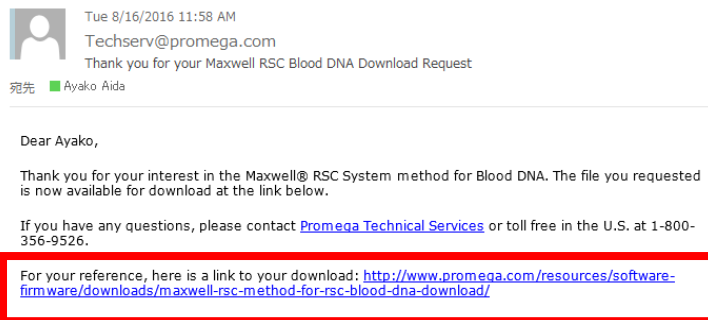 Tue 8/16/2016 11:58 AM
Techserv@promega.com
Thank you for your Maxwell RSC Blood DNA Download Request
宛先 Ayako Aida
Dear Ayako,
Thank you for your interest in the Maxwell® RSC System method for Blood DNA. The file you requested
is now available for download at the link below.
If you have any questions, please contact Promega Technical Services or toll free in the U.S. at 1-800-
356-9526.
For your reference, here is a link to your download: http://www.promega.com/resources/software-
firmware/downloads/maxwell-rsc-method-for-rsc-blood-dna-download/